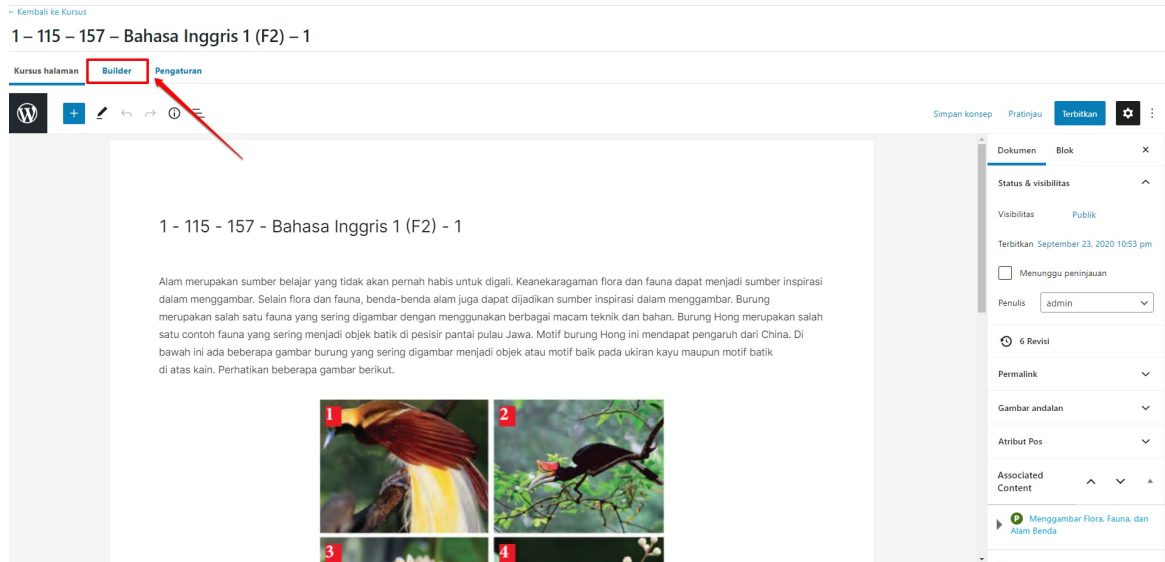 ← Kembali ke Kursus
1 – 115 – 157 – Bahasa Inggris 1 (F2) – 1
Kursus halaman Builder Pengaturan
Simpan konsep Pratinjau Terbitkan
Dokumen Blok
Status & visibilitas
Visibilitas Publik
Terbitkan September 23, 2020 10:53 pm
Menunggu peninjauan
Penulis admin
6 Revisi
Permalink
Gambar andalan
Atribut Pos
Associated
Content
P Menggambar Flora, Fauna, dan
Alam Benda
1 - 115 - 157 - Bahasa Inggris 1 (F2) - 1
Alam merupakan sumber belajar yang tidak akan pernah habis untuk digali. Keanekaragaman flora dan fauna dapat menjadi sumber inspirasi
dalam menggambar. Selain flora dan fauna, benda-benda alam juga dapat dijadikan sumber inspirasi dalam menggambar. Burung
merupakan salah satu fauna yang sering digambar dengan menggunakan berbagai macam teknik dan bahan. Burung Hong merupakan salah
satu contoh fauna yang sering menjadi objek batik di pesisir pantai pulau Jawa. Motif burung Hong ini mendapat pengaruh dari China. Di
bawah ini ada beberapa gambar burung yang sering digambar menjadi objek atau motif baik pada ukiran kayu maupun motif batik
di atas kain. Perhatikan beberapa gambar berikut.
1 2
3 4